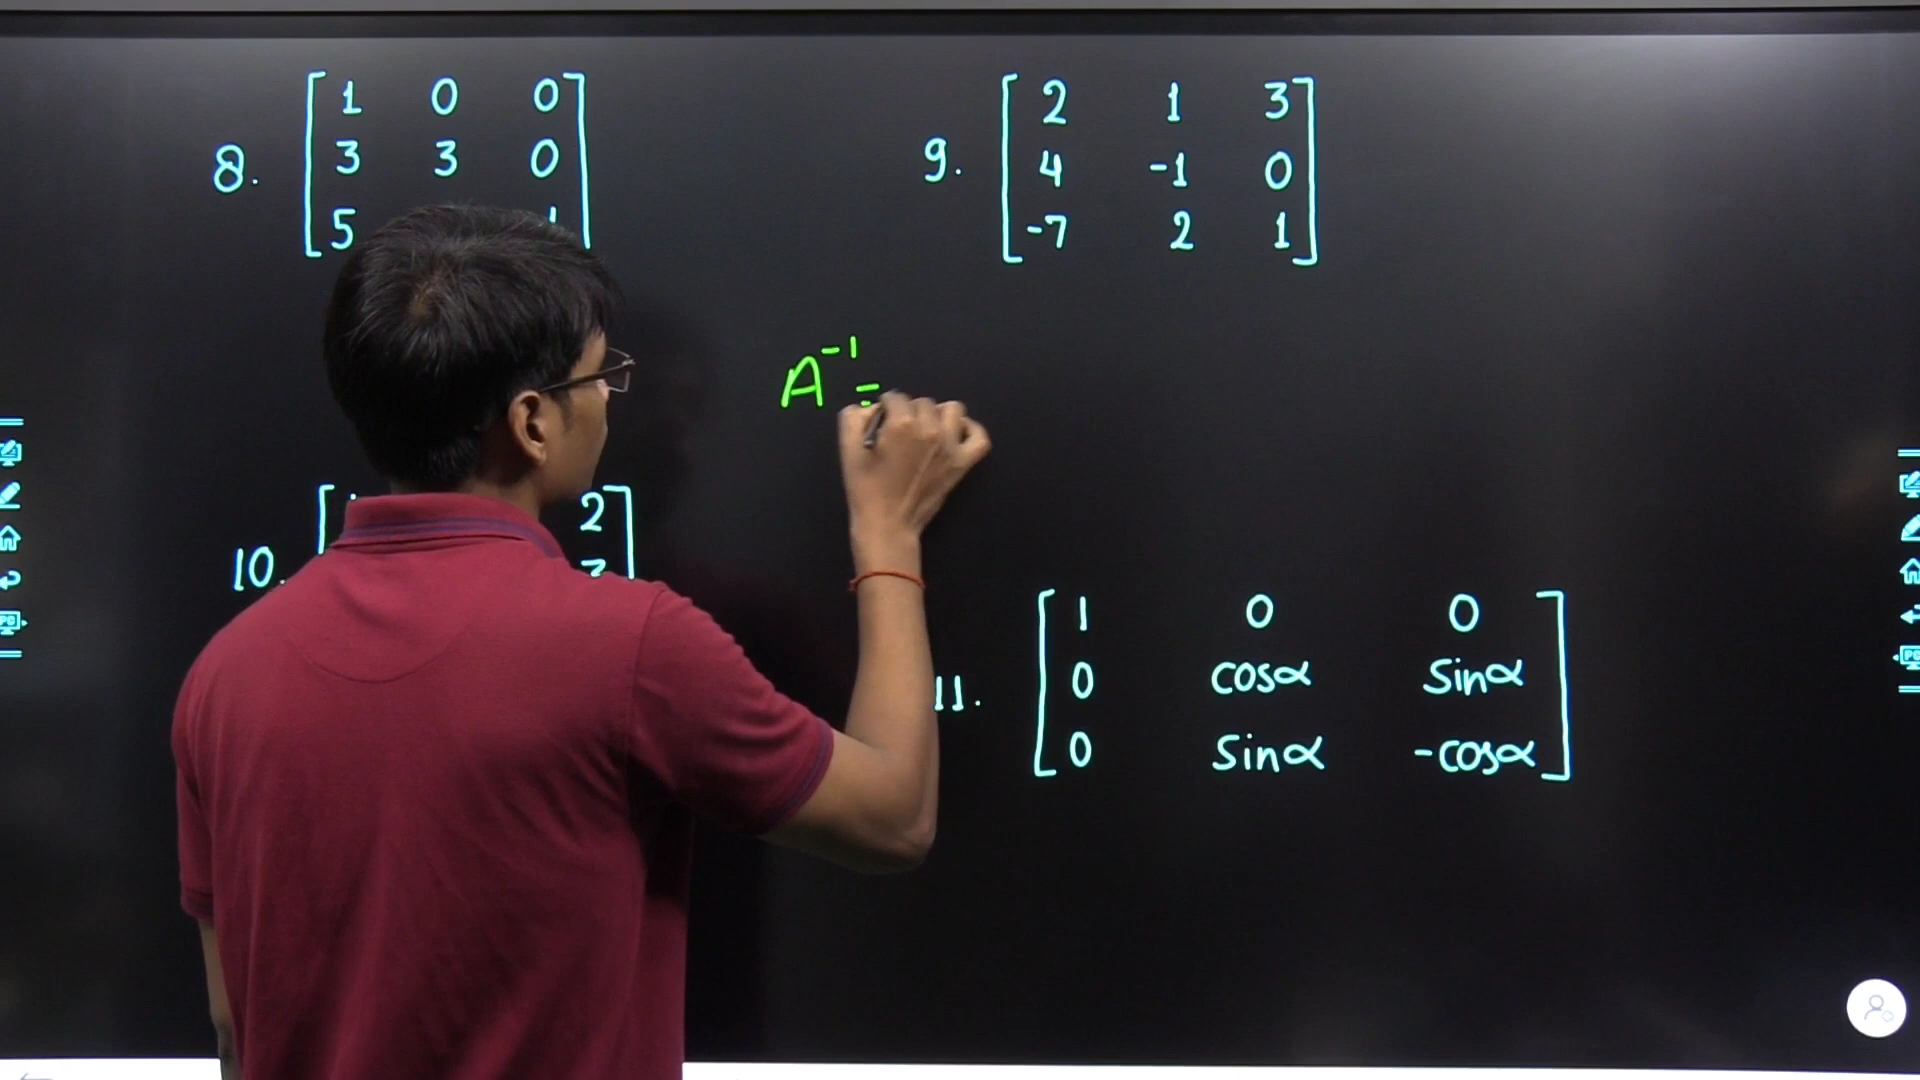 8. 1 0 0
3 3 0
5
9. 2 1 3
4 -1 0
-7 2 1
A⁻¹ =
10. 2
11. 1 0 0
0 cosα sinα
0 sinα -cosα